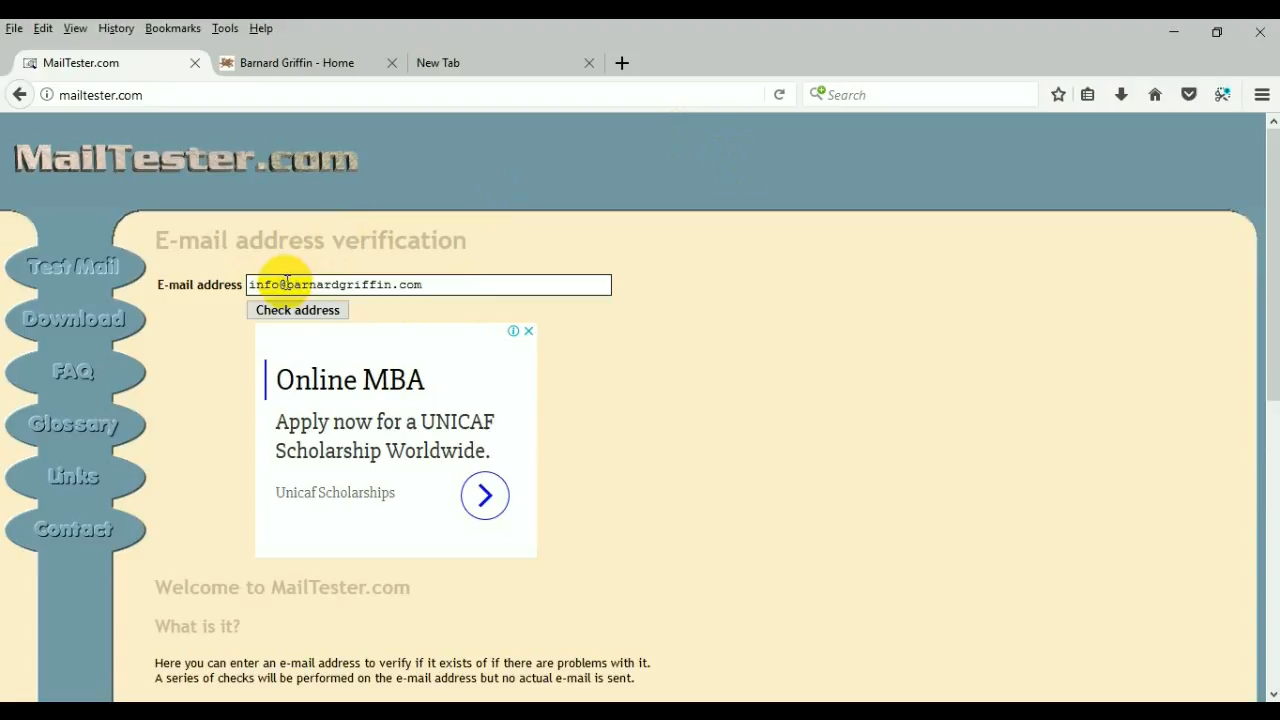 File Edit View History Bookmarks Tools Help
MailTester.com
Barnard Griffin - Home
New Tab
mailtester.com
Search
MailTester.com
E-mail address verification
Test Mail
E-mail address info@barnardgriffin.com
Check address
Download
FAQ
Glossary
Links
Contact
Online MBA
Apply now for a UNICAF
Scholarship Worldwide.
Unicaf Scholarships
Welcome to MailTester.com
What is it?
Here you can enter an e-mail address to verify if it exists of if there are problems with it.
A series of checks will be performed on the e-mail address but no actual e-mail is sent.